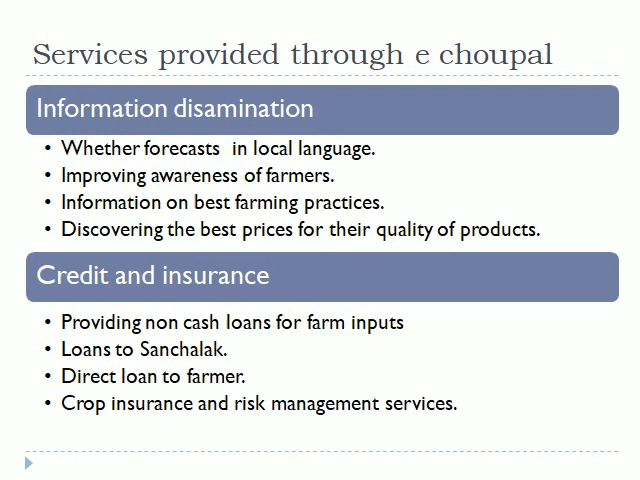 Services provided through e choupal
Information disamination
• Whether forecasts in local language.
• Improving awareness of farmers.
• Information on best farming practices.
• Discovering the best prices for their quality of products.
Credit and insurance
• Providing non cash loans for farm inputs
• Loans to Sanchalak.
• Direct loan to farmer.
• Crop insurance and risk management services.